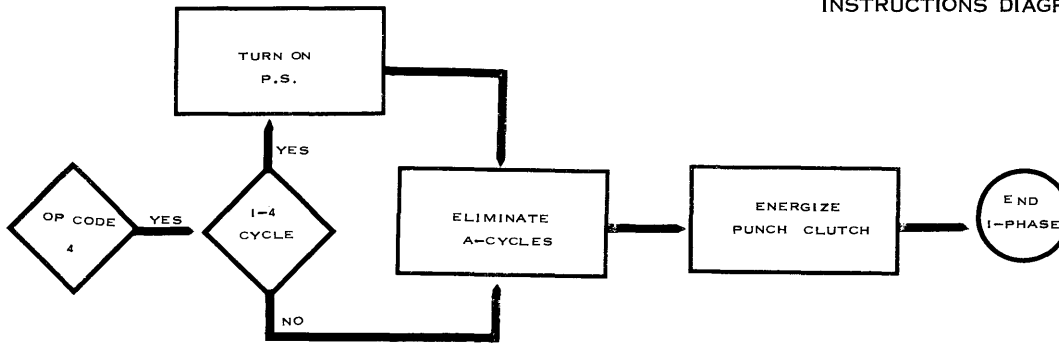 INSTRUCTIONS DIAGR
TURN ON
P.S.
YES
OP CODE
4
YES
I-4
CYCLE
NO
ELIMINATE
A-CYCLES
ENERGIZE
PUNCH CLUTCH
END
I-PHASE